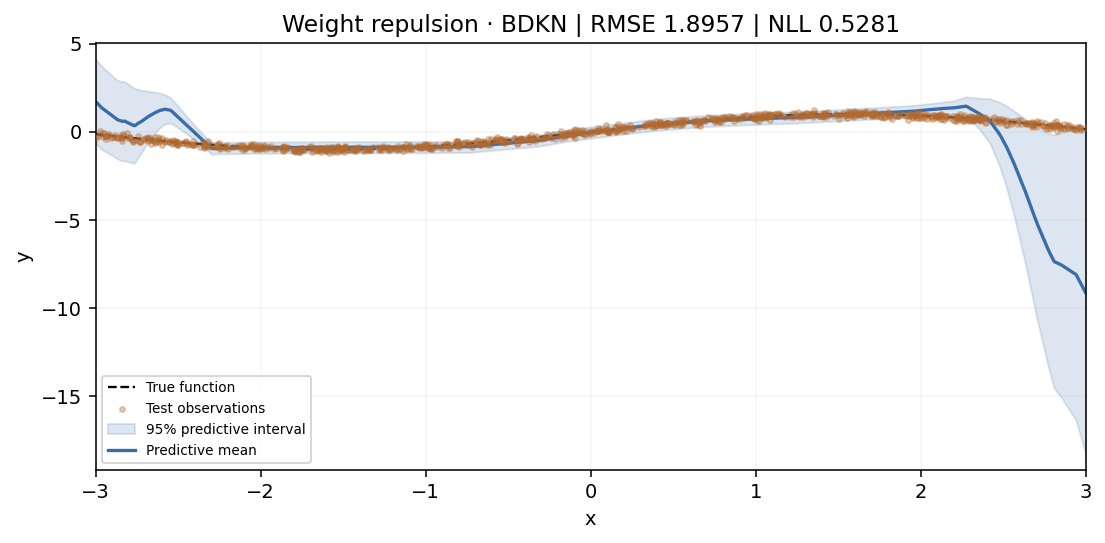 Weight repulsion · BDKN | RMSE 1.8957 | NLL 0.5281
5
0
−5
−10
−15
y
True function
Test observations
95% predictive interval
Predictive mean
−3 −2 −1 0 1 2 3
x